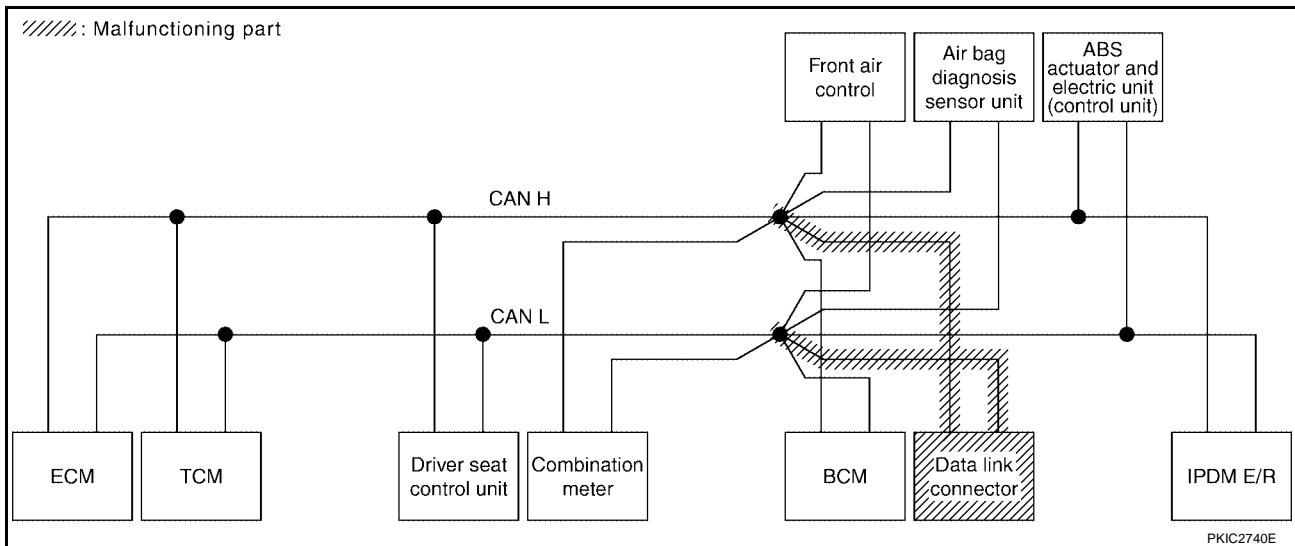 : Malfunctioning part
Front air
control
Air bag
diagnosis
sensor unit
ABS
actuator and
electric unit
(control unit)
CAN H
CAN L
ECM
TCM
Driver seat
control unit
Combination
meter
BCM
Data link
connector
IPDM E/R
PKIC2740E